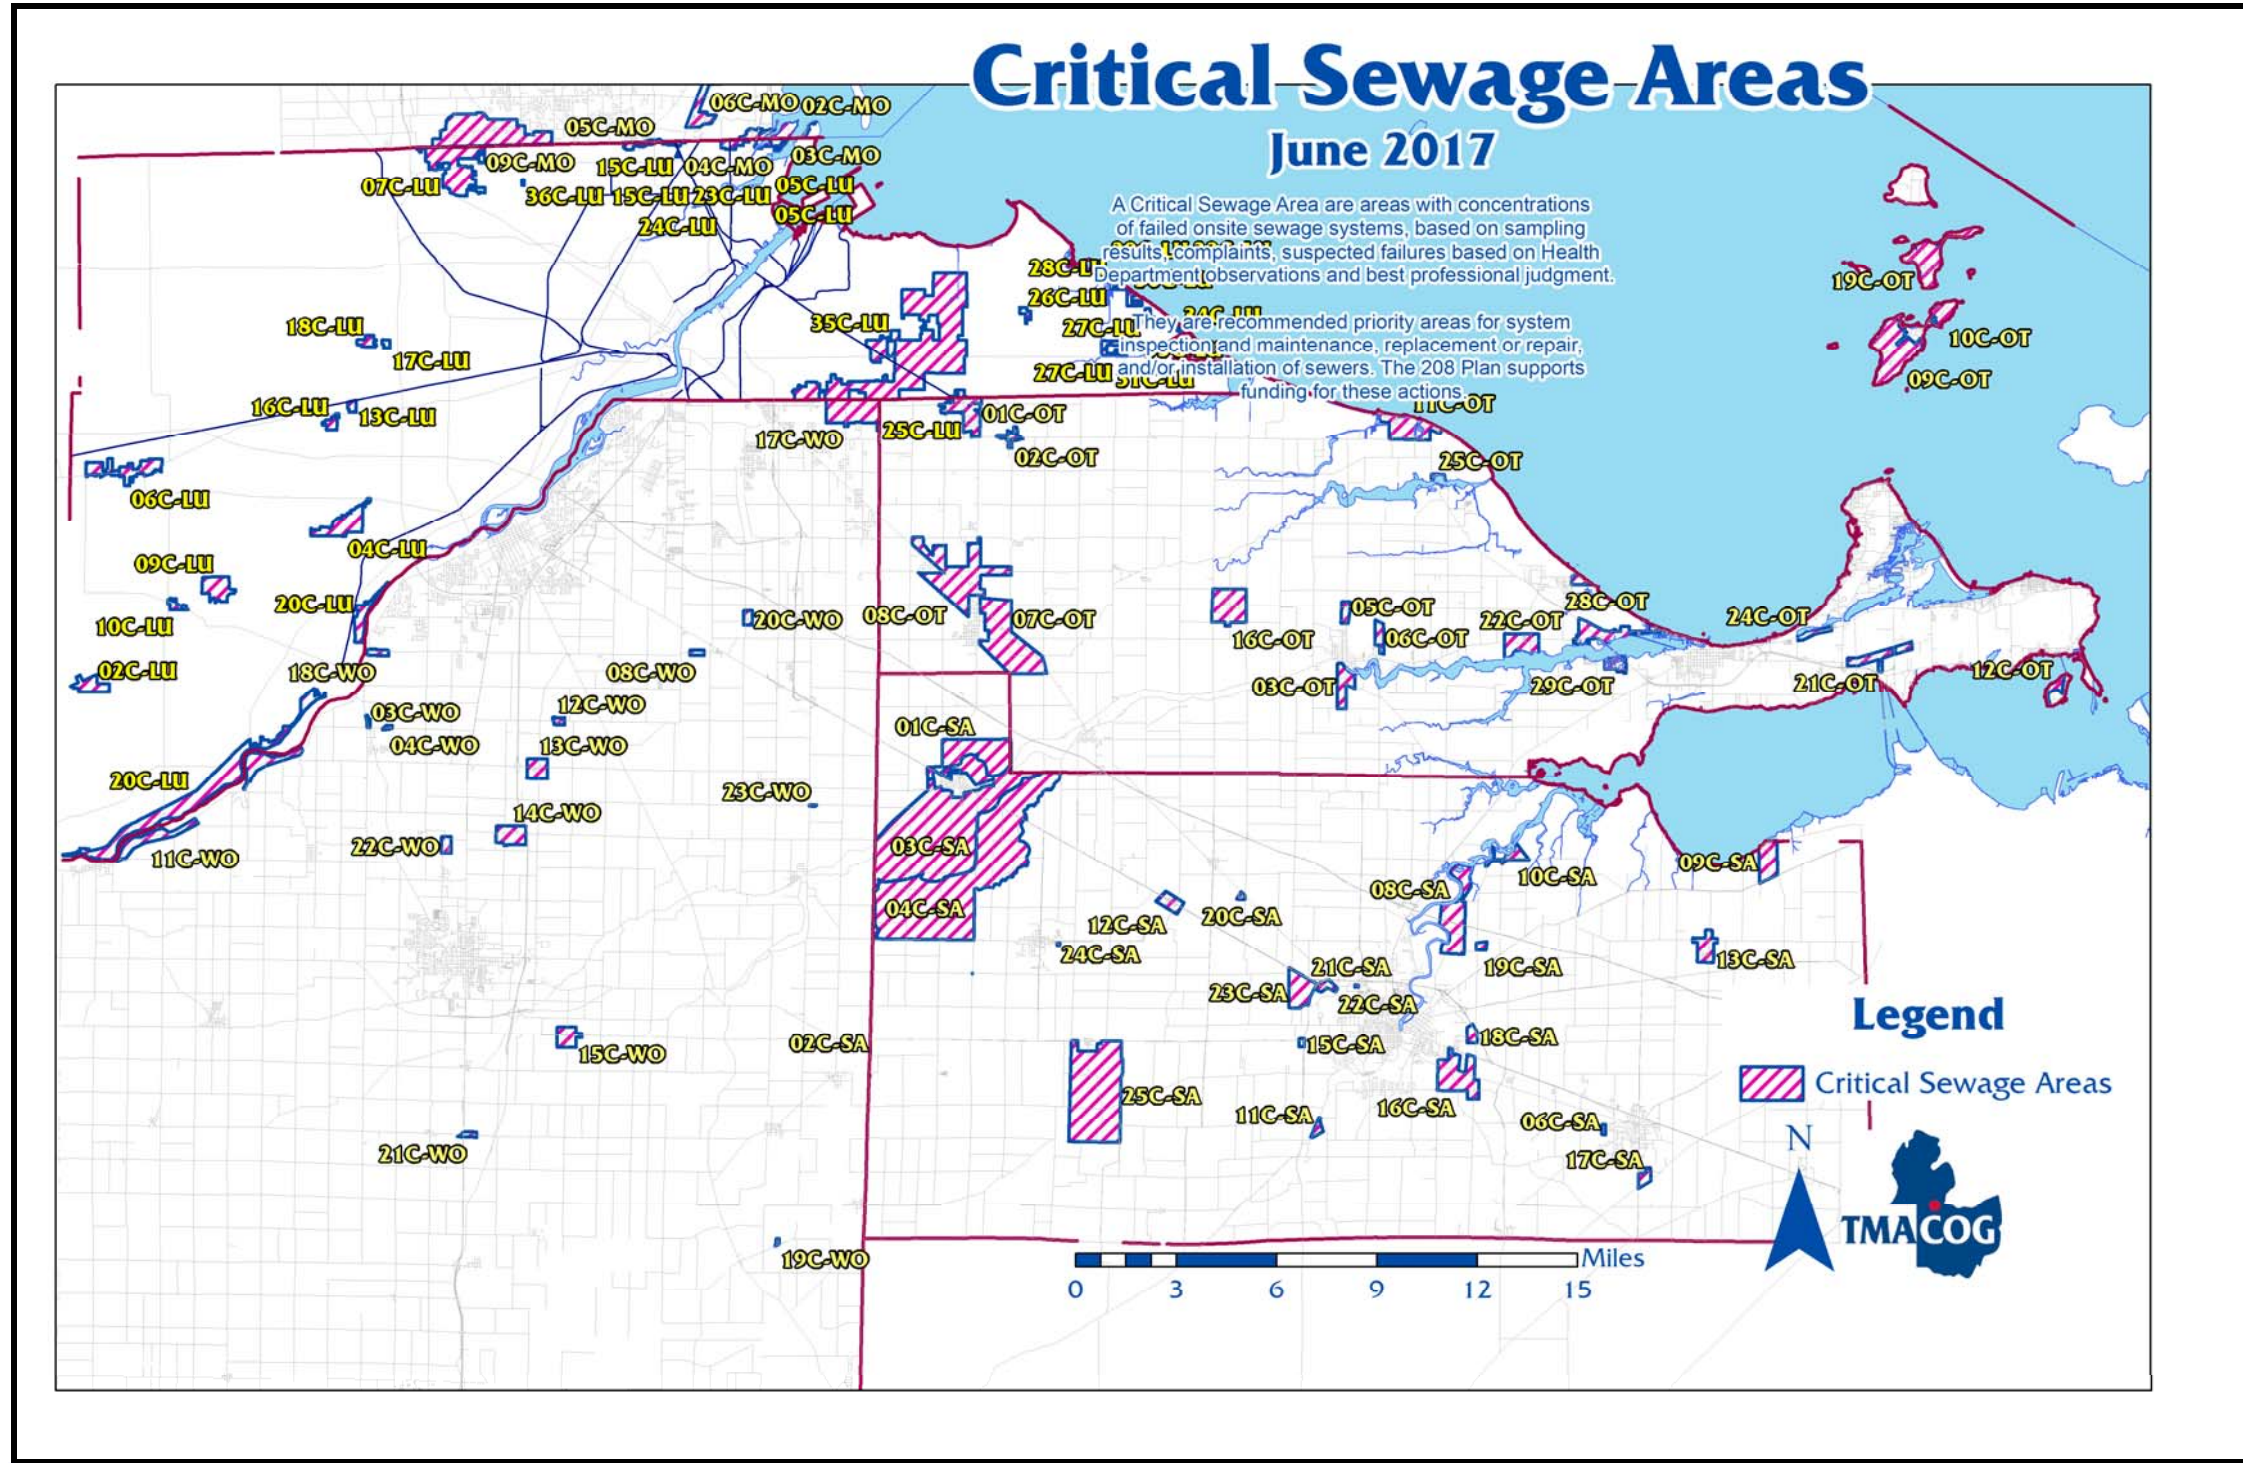 Critical Sewage Areas
June 2017
A Critical Sewage Area are areas with concentrations
of failed onsite sewage systems, based on sampling
results, complaints, suspected failures based on Health
Department observations and best professional judgment.
They are recommended priority areas for system
inspection and maintenance, replacement or repair,
and/or installation of sewers. The 208 Plan supports
funding for these actions.
06C-MO 02C-MO
05C-MO
09C-MO 15C-LU 04C-MO 03C-MO
07C-LU 36C-LU 15C-LU 23C-LU 05C-LU
24C-LU 05C-LU
28C-LU
26C-LU
35C-LU 27C-LU 34C-LU
18C-LU
17C-LU
27C-LU 31C-LU
16C-LU 13C-LU
17C-WO 25C-LU 01C-OT 11C-OT
02C-OT 25C-OT
19C-OT
10C-OT
09C-OT
06C-LU
04C-LU
09C-LU
20C-LU
10C-LU
20C-WO 08C-OT 07C-OT
16C-OT 05C-OT 06C-OT 22C-OT 28C-OT 24C-OT
02C-LU 18C-WO 08C-WO
03C-OT 29C-OT 21C-OT 12C-OT
03C-WO 12C-WO
04C-WO 13C-WO
01C-SA
20C-LU 23C-WO
14C-WO
22C-WO 11C-WO
03C-SA
04C-SA
09C-SA
08C-SA 10C-SA
12C-SA 20C-SA
24C-SA 21C-SA 19C-SA 13C-SA
23C-SA 22C-SA
15C-WO 02C-SA 15C-SA 18C-SA
25C-SA 11C-SA 16C-SA 06C-SA
21C-WO 17C-SA
19C-WO
Legend
Critical Sewage Areas
N
TMACOG
Miles
0 3 6 9 12 15